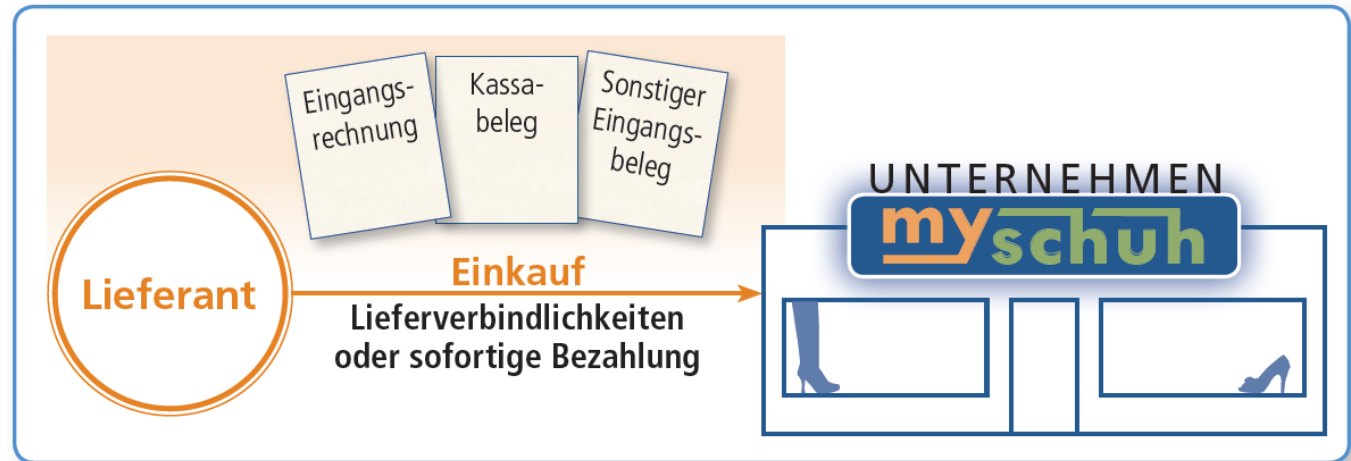 Eingangs-
rechnung
Kassa-
beleg
Sonstiger
Eingangs-
beleg
UNTERNEHMEN
myschuh
Lieferant
Einkauf
Lieferverbindlichkeiten
oder sofortige Bezahlung